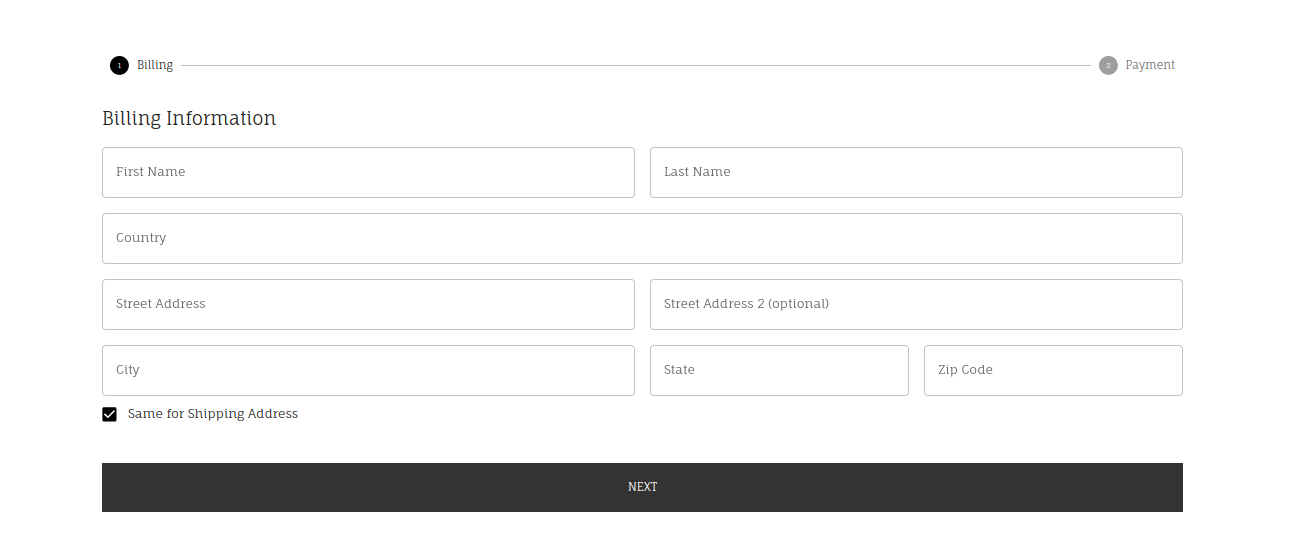 1 Billing 2 Payment
Billing Information
First Name Last Name
Country
Street Address Street Address 2 (optional)
City State Zip Code
Same for Shipping Address
NEXT